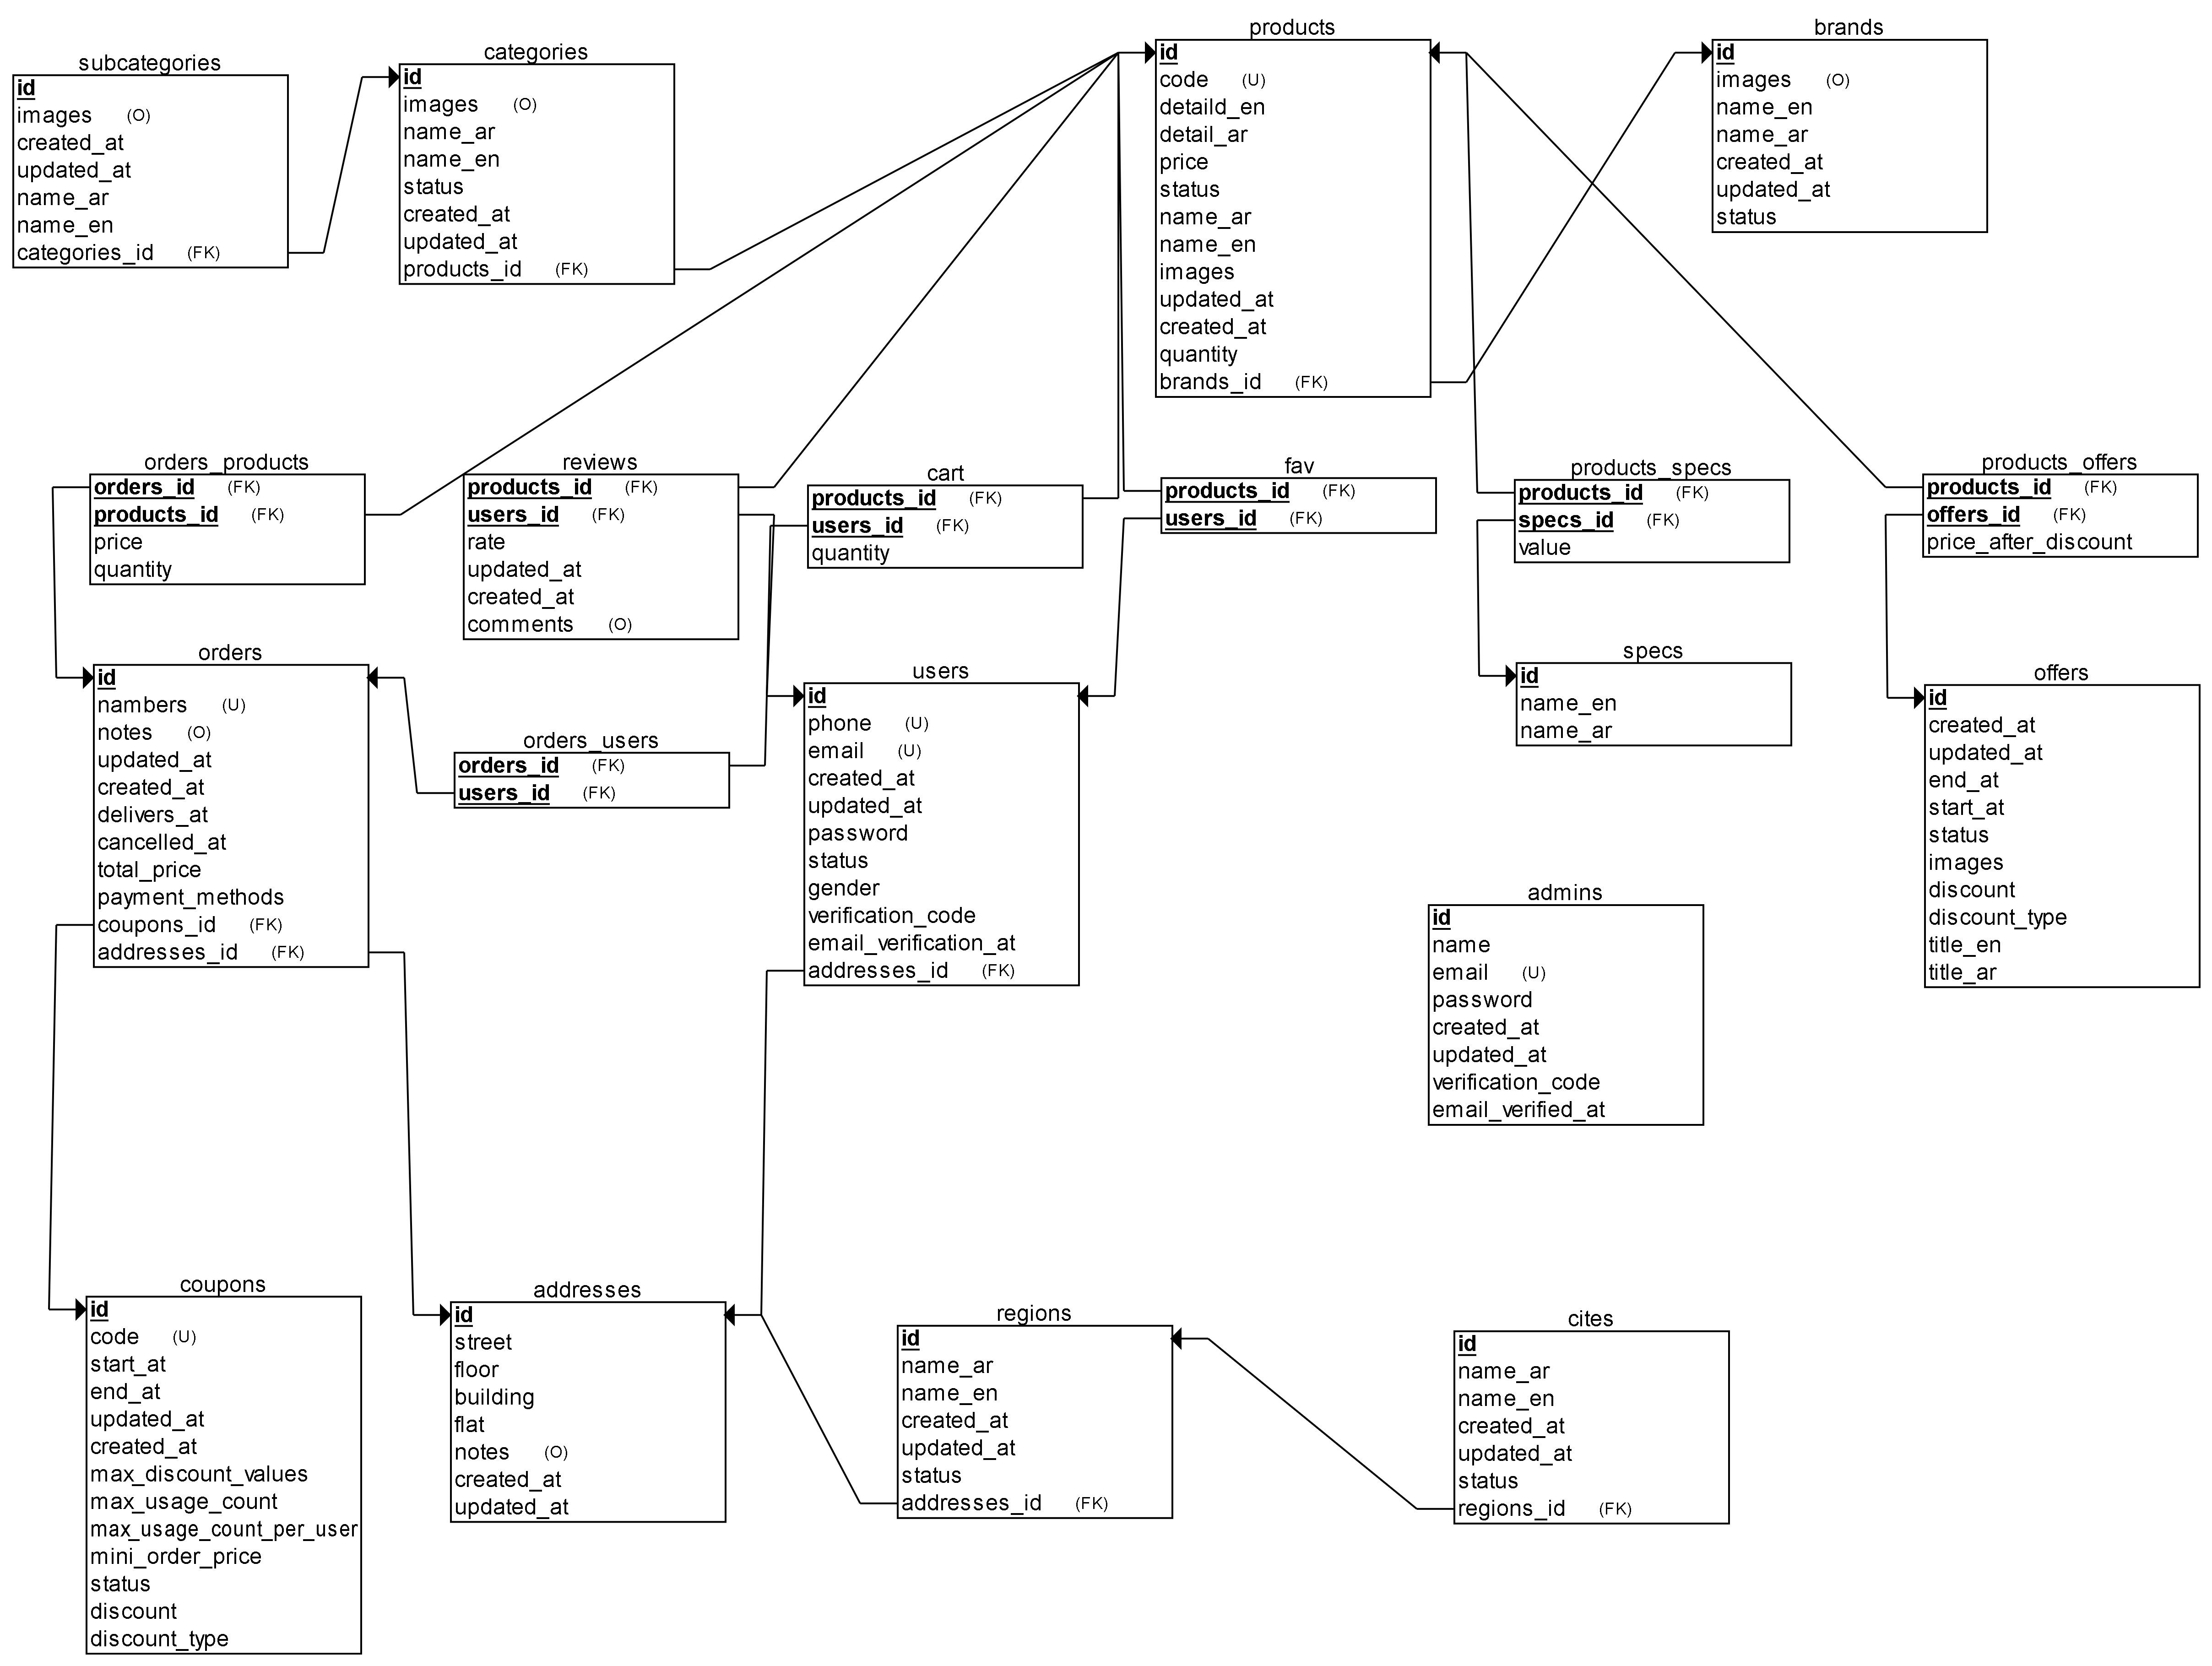 subcategories
id
images (O)
created_at
updated_at
name_ar
name_en
categories_id (FK)
categories
id
images (O)
name_ar
name_en
status
created_at
updated_at
products_id (FK)
products
id
code (U)
detaild_en
detail_ar
price
status
name_ar
name_en
images
updated_at
created_at
quantity
brands_id (FK)
brands
id
images (O)
name_en
name_ar
created_at
updated_at
status
orders_products
orders_id (FK)
products_id (FK)
price
quantity
reviews
products_id (FK)
users_id (FK)
rate
updated_at
created_at
comments (O)
cart
products_id (FK)
users_id (FK)
quantity
fav
products_id (FK)
users_id (FK)
products_specs
products_id (FK)
specs_id (FK)
value
products_offers
products_id (FK)
offers_id (FK)
price_after_discount
orders
id
nambers (U)
notes (O)
updated_at
created_at
delivers_at
cancelled_at
total_price
payment_methods
coupons_id (FK)
addresses_id (FK)
orders_users
orders_id (FK)
users_id (FK)
users
id
phone (U)
email (U)
created_at
updated_at
password
status
gender
verification_code
email_verification_at
addresses_id (FK)
specs
id
name_en
name_ar
offers
id
created_at
updated_at
end_at
start_at
status
images
discount
discount_type
title_en
title_ar
admins
id
name
email (U)
password
created_at
updated_at
verification_code
email_verified_at
coupons
id
code (U)
start_at
end_at
updated_at
created_at
max_discount_values
max_usage_count
max_usage_count_per_user
mini_order_price
status
discount
discount_type
addresses
id
street
floor
building
flat
notes (O)
created_at
updated_at
regions
id
name_ar
name_en
created_at
updated_at
status
addresses_id (FK)
cites
id
name_ar
name_en
created_at
updated_at
status
regions_id (FK)